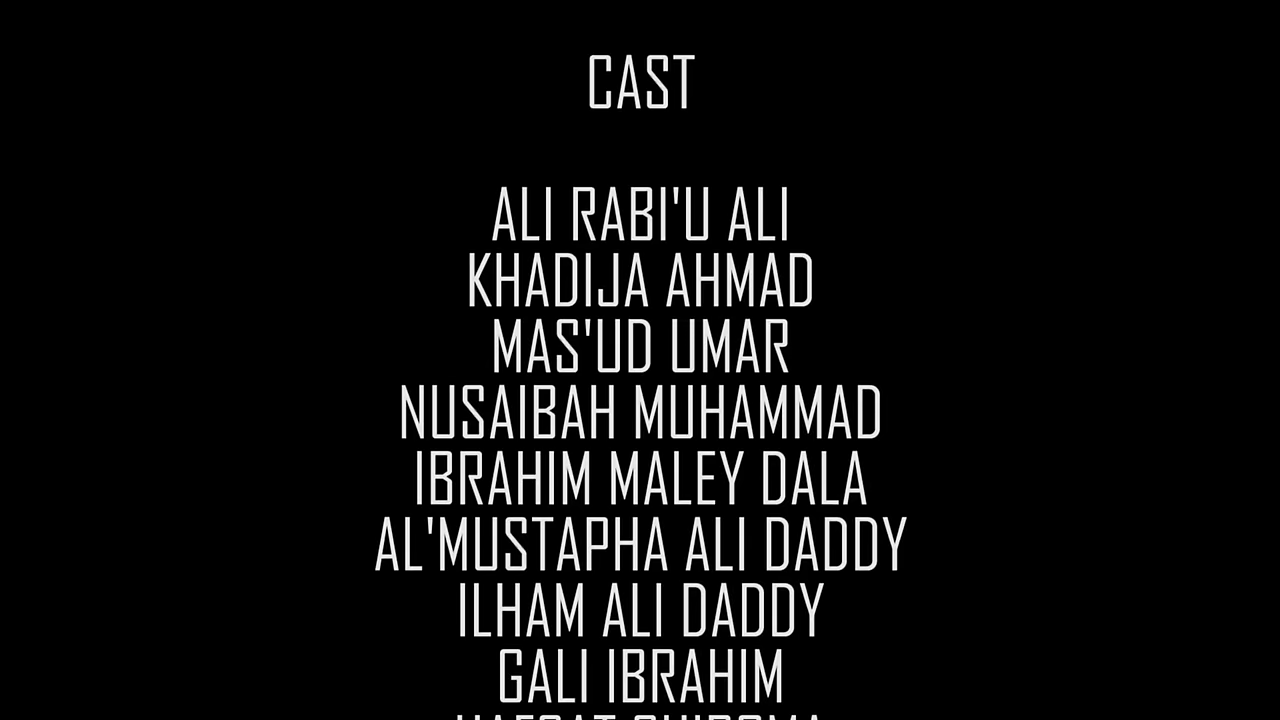 CAST
ALI RABI'U ALI
KHADIJA AHMAD
MAS'UD UMAR
NUSAIBAH MUHAMMAD
IBRAHIM MALEY DALA
AL'MUSTAPHA ALI DADDY
ILHAM ALI DADDY
GALI IBRAHIM